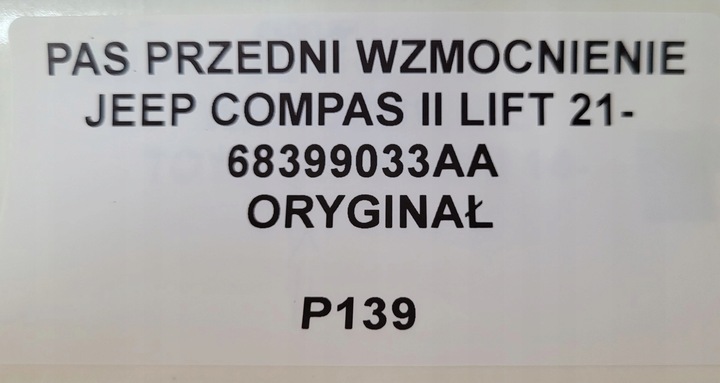 PAS PRZEDNI WZMOCNIENIE
JEEP COMPAS II LIFT 21-
68399033AA
ORYGINAŁ
P139